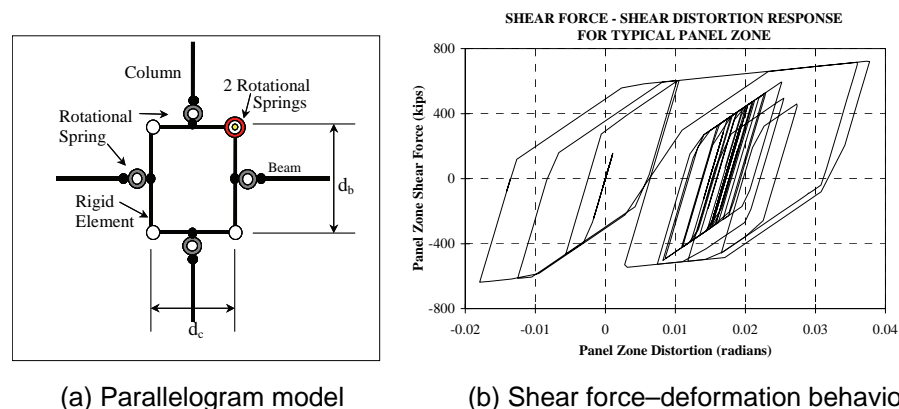 Column
2 Rotational
Springs
Rotational
Spring
Beam
d_b
Rigid
Element
d_c
(a) Parallelogram model
SHEAR FORCE - SHEAR DISTORTION RESPONSE
FOR TYPICAL PANEL ZONE
Panel Zone Shear Force (kips)
800
400
0
-400
-800
-0.02 -0.01 0 0.01 0.02 0.03 0.04
Panel Zone Distortion (radians)
(b) Shear force–deformation behavio